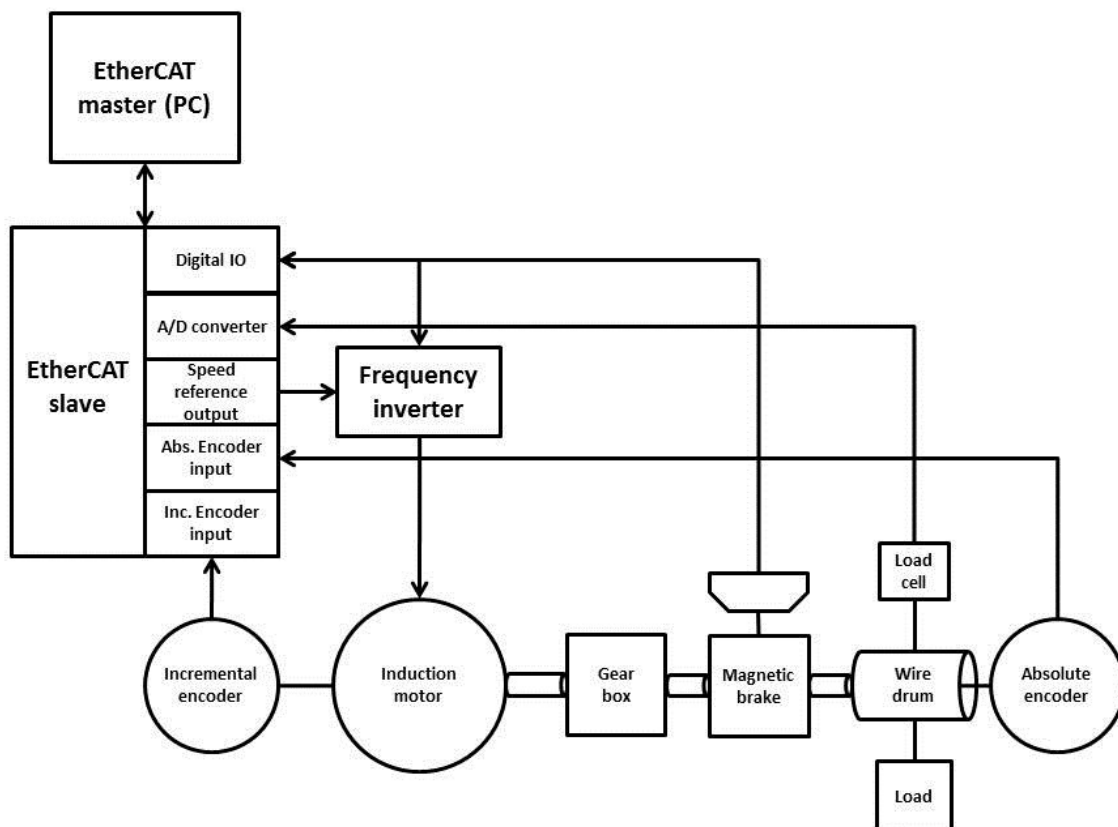 EtherCAT
master (PC)
Digital IO
A/D converter
EtherCAT
slave
Speed
reference
output
Frequency
inverter
Abs. Encoder
input
Inc. Encoder
input
Load
cell
Incremental
encoder
Induction
motor
Gear
box
Magnetic
brake
Wire
drum
Absolute
encoder
Load